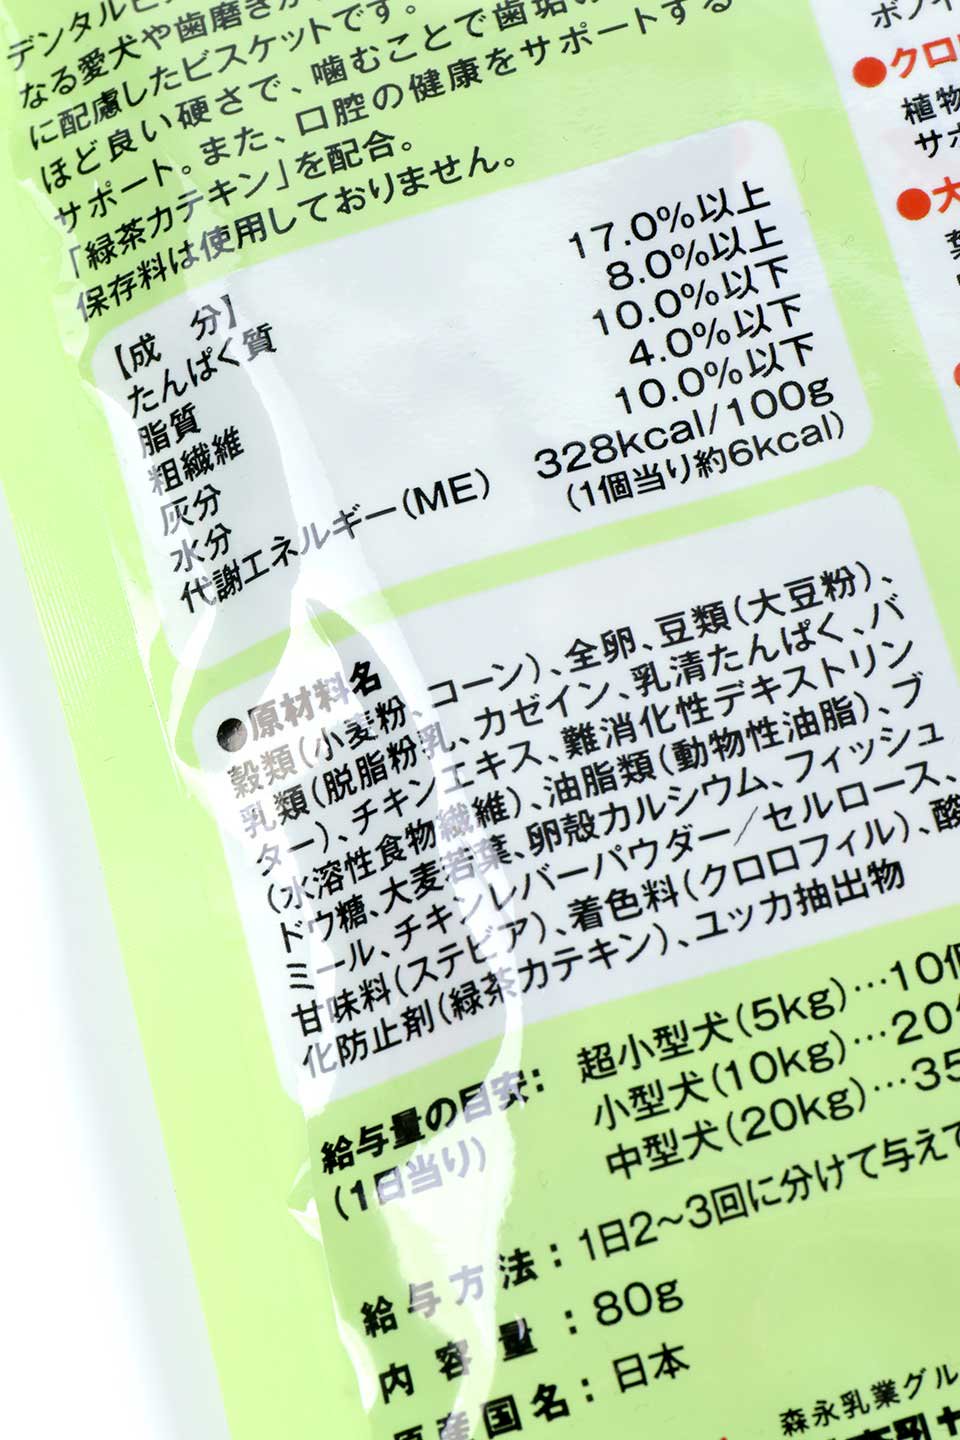 デンタルビ
なる愛犬や歯磨きが
に配慮したビスケットです。
ほど良い硬さで、噛むことで歯垢の
サポート。また、口腔の健康をサポートする
「緑茶カテキン」を配合。
保存料は使用しておりません。
【成 分】
たんぱく質 17.0%以上
脂質 8.0%以上
粗繊維 10.0%以下
灰分 4.0%以下
水分 10.0%以下
代謝エネルギー(ME) 328kcal/100g
(1個当り約6kcal)
●原材料名
穀類(小麦粉、コーン)、全卵、豆類(大豆粉)、
乳類(脱脂粉乳、カゼイン、乳清たんぱく、バ
ター)、チキンエキス、難消化性デキストリン
(水溶性食物繊維)、油脂類(動物性油脂)、ブ
ドウ糖、大麦若葉、卵殻カルシウム、フィッシュ
ミール、チキンレバーパウダー/セルロース、
甘味料(ステビア)、着色料(クロロフィル)、酸
化防止剤(緑茶カテキン)、ユッカ抽出物
給与量の目安: 超小型犬(5kg)…10個
(1日当り) 小型犬(10kg)…20
中型犬(20kg)…35
給与方法:1日2~3回に分けて与えて
内容量:80g
原産国名:日本
●クロ
植物
サポ
●大
森永乳業グル